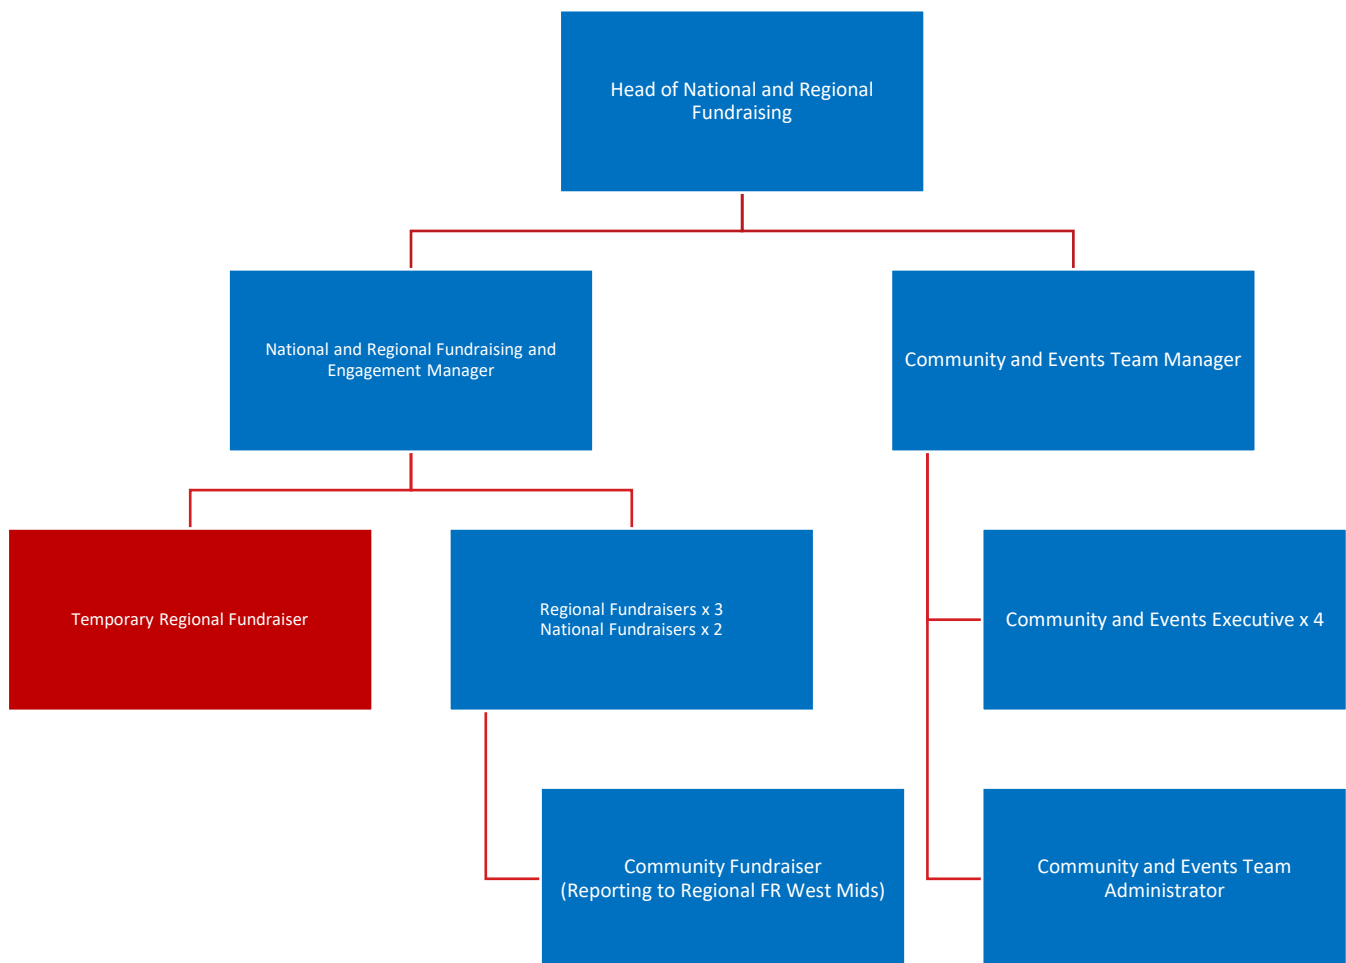 Head of National and Regional
Fundraising
National and Regional Fundraising and
Engagement Manager
Community and Events Team Manager
Temporary Regional Fundraiser
Regional Fundraisers x 3
National Fundraisers x 2
Community and Events Executive x 4
Community Fundraiser
(Reporting to Regional FR West Mids)
Community and Events Team
Administrator